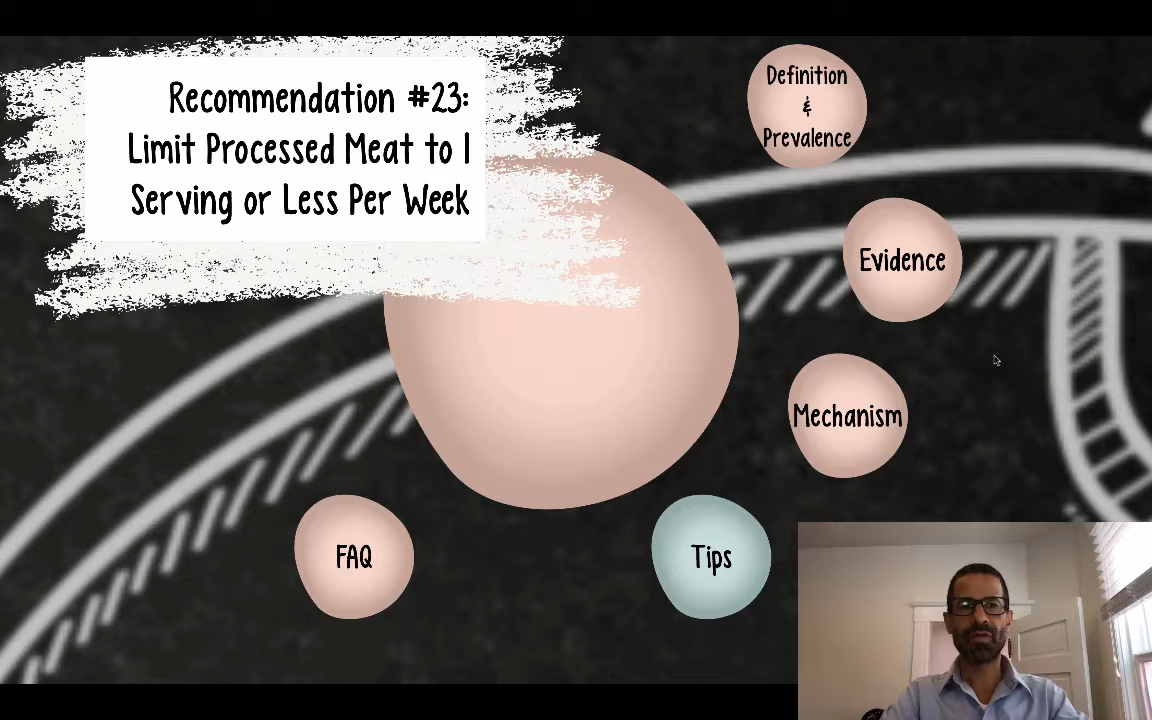 Recommendation #23:
Limit Processed Meat to 1
Serving or Less Per Week
Definition
&
Prevalence
Evidence
Mechanism
Tips
FAQ